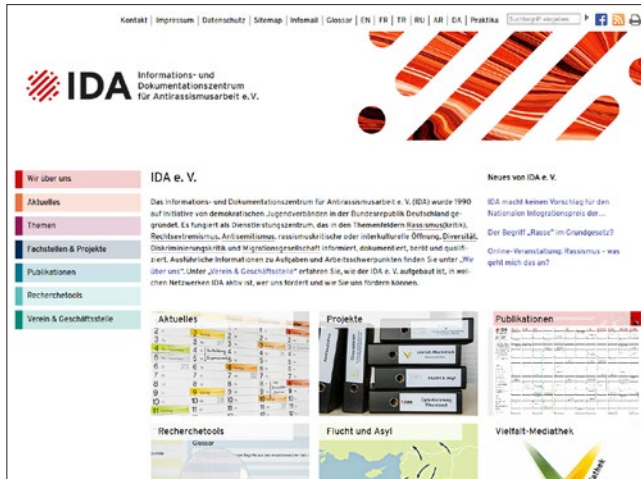 Kontakt | Impressum | Datenschutz | Sitemap | Infomail | Glossar | EN | FR | TR | RU | AR | DA | Praktika
Suchbegriff eingeben
IDA
Informations- und
Dokumentationszentrum
für Antirassismusarbeit e.V.
Wir über uns
Aktuelles
Themen
Fachstellen & Projekte
Publikationen
Recherchetools
Verein & Geschäftsstelle
IDA e. V.
Das Informations- und Dokumentationszentrum für Antirassismusarbeit e. V. (IDA) wurde 1990
auf Initiative von demokratischen Jugendverbänden in der Bundesrepublik Deutschland ge-
gründet. Es fungiert als Dienstleistungszentrum, das in den Themenfeldern Rassismus(kritik),
Rechtsextremismus, Antisemitismus, rassismuskritische oder interkulturelle Öffnung, Diversität,
Diskriminierungskritik und Migrationsgesellschaft informiert, dokumentiert, berät und qualifi-
ziert. Ausführliche Informationen zu Aufgaben und Arbeitsschwerpunkten finden Sie unter „Wir
über uns". Unter „Verein & Geschäftsstelle" erfahren Sie, wie der IDA e. V. aufgebaut ist, in wel-
chen Netzwerken IDA aktiv ist, wer uns fördert und wie Sie uns fördern können.
Neues von IDA e. V.
IDA macht keinen Vorschlag für den
Nationalen Integrationspreis der...
Der Begriff „Rasse" im Grundgesetz?
Online-Veranstaltung: Rassismus - was
geht mich das an?
Aktuelles
Projekte
Publikationen
Recherchetools
Glossar
Flucht und Asyl
Vielfalt-Mediathek